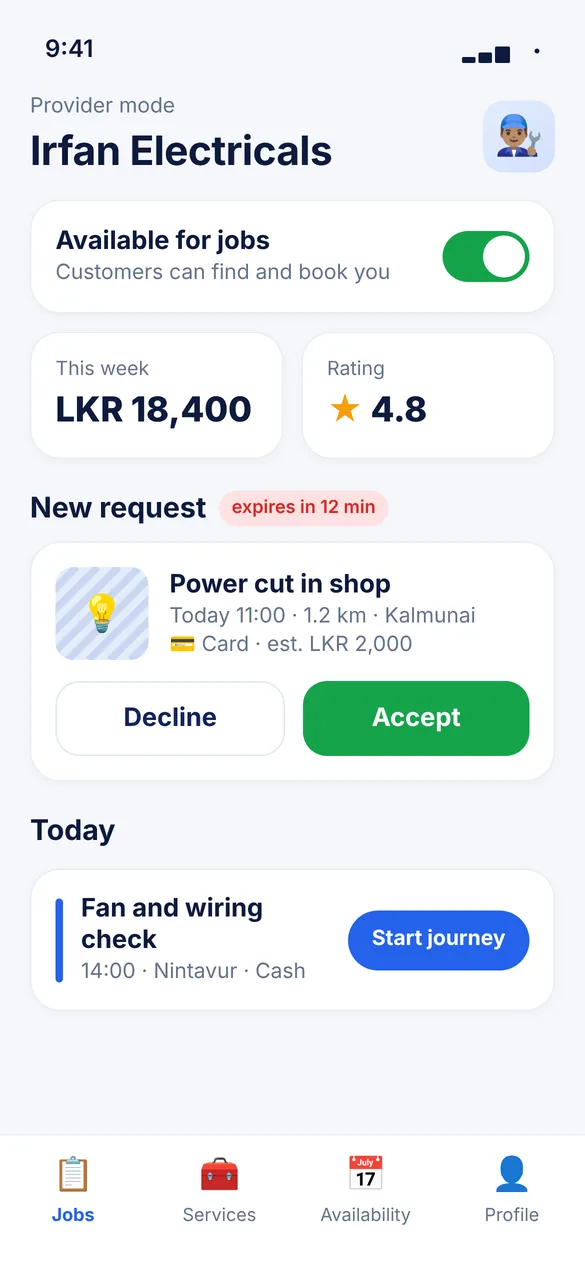 9:41
Provider mode
Irfan Electricals
Available for jobs
Customers can find and book you
This week
LKR 18,400
Rating
★ 4.8
New request
expires in 12 min
Power cut in shop
Today 11:00 · 1.2 km · Kalmunai
💳 Card · est. LKR 2,000
Decline
Accept
Today
Fan and wiring
check
14:00 · Nintavur · Cash
Start journey
July
17
Jobs
Services
Availability
Profile